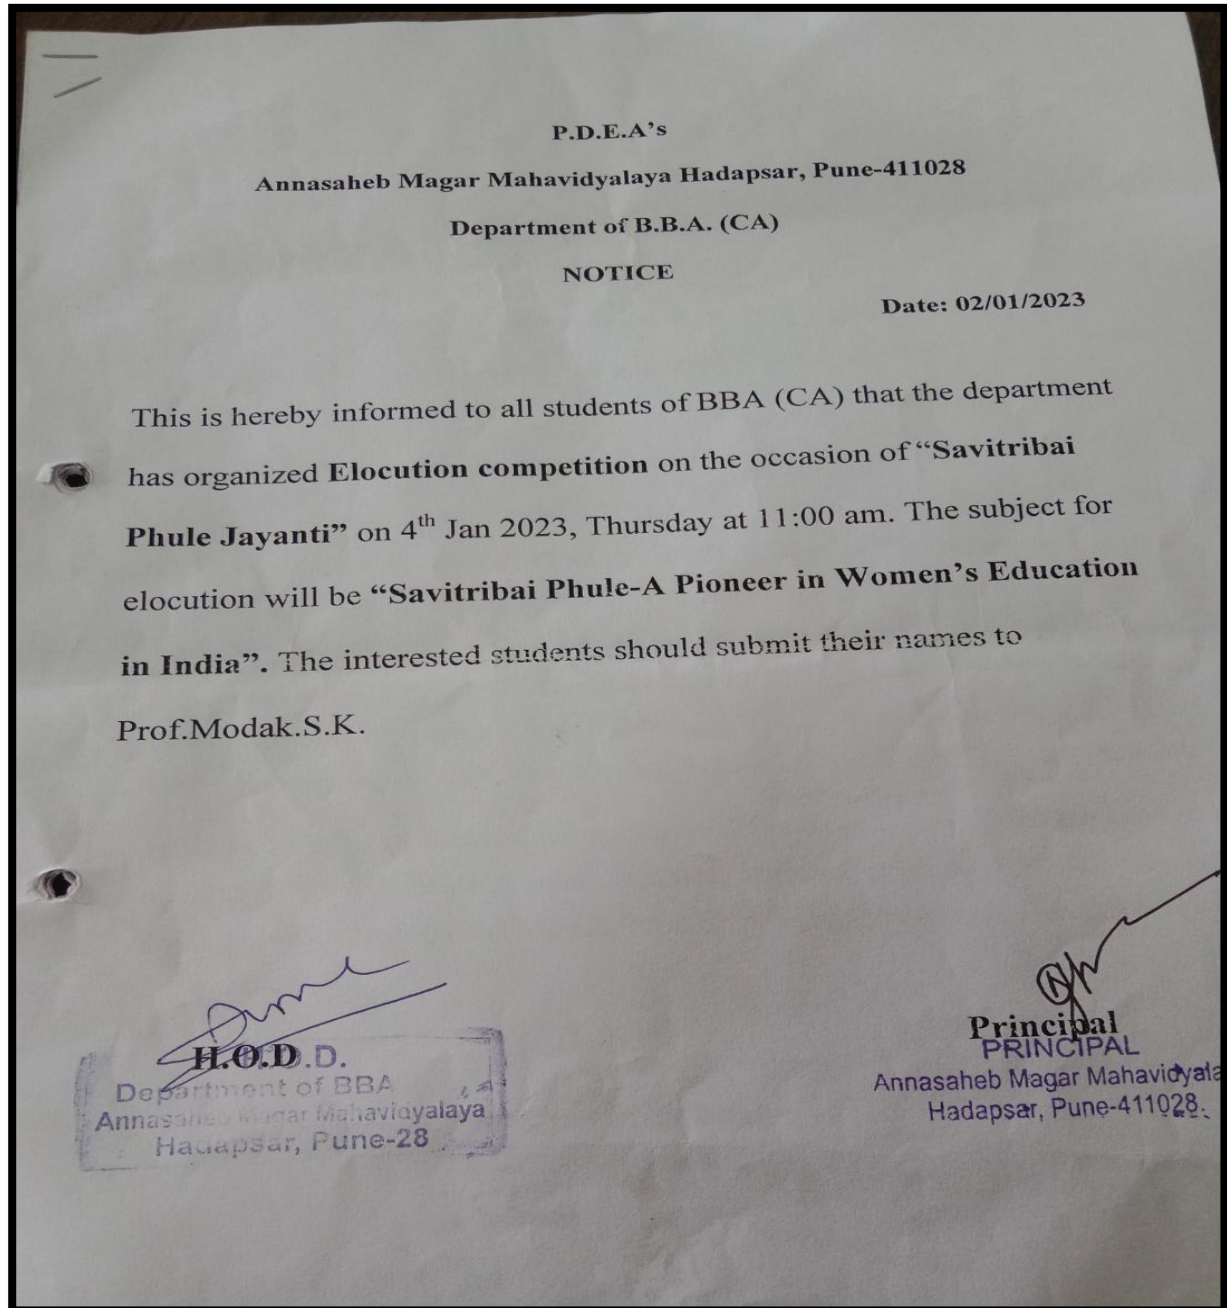 P.D.E.A's
Annasaheb Magar Mahavidyalaya Hadapsar, Pune-411028
Department of B.B.A. (CA)
NOTICE
Date: 02/01/2023
This is hereby informed to all students of BBA (CA) that the department
has organized Elocution competition on the occasion of “Savitribai
Phule Jayanti” on 4th Jan 2023, Thursday at 11:00 am. The subject for
elocution will be “Savitribai Phule-A Pioneer in Women's Education
in India”. The interested students should submit their names to
Prof.Modak.S.K.
H.O.D
H.O.D.
Department of BBA
Annasaheb Magar Mahavidyalaya
Hadapsar, Pune-28
Principal
PRINCIPAL
Annasaheb Magar Mahavidyala
Hadapsar, Pune-411028.